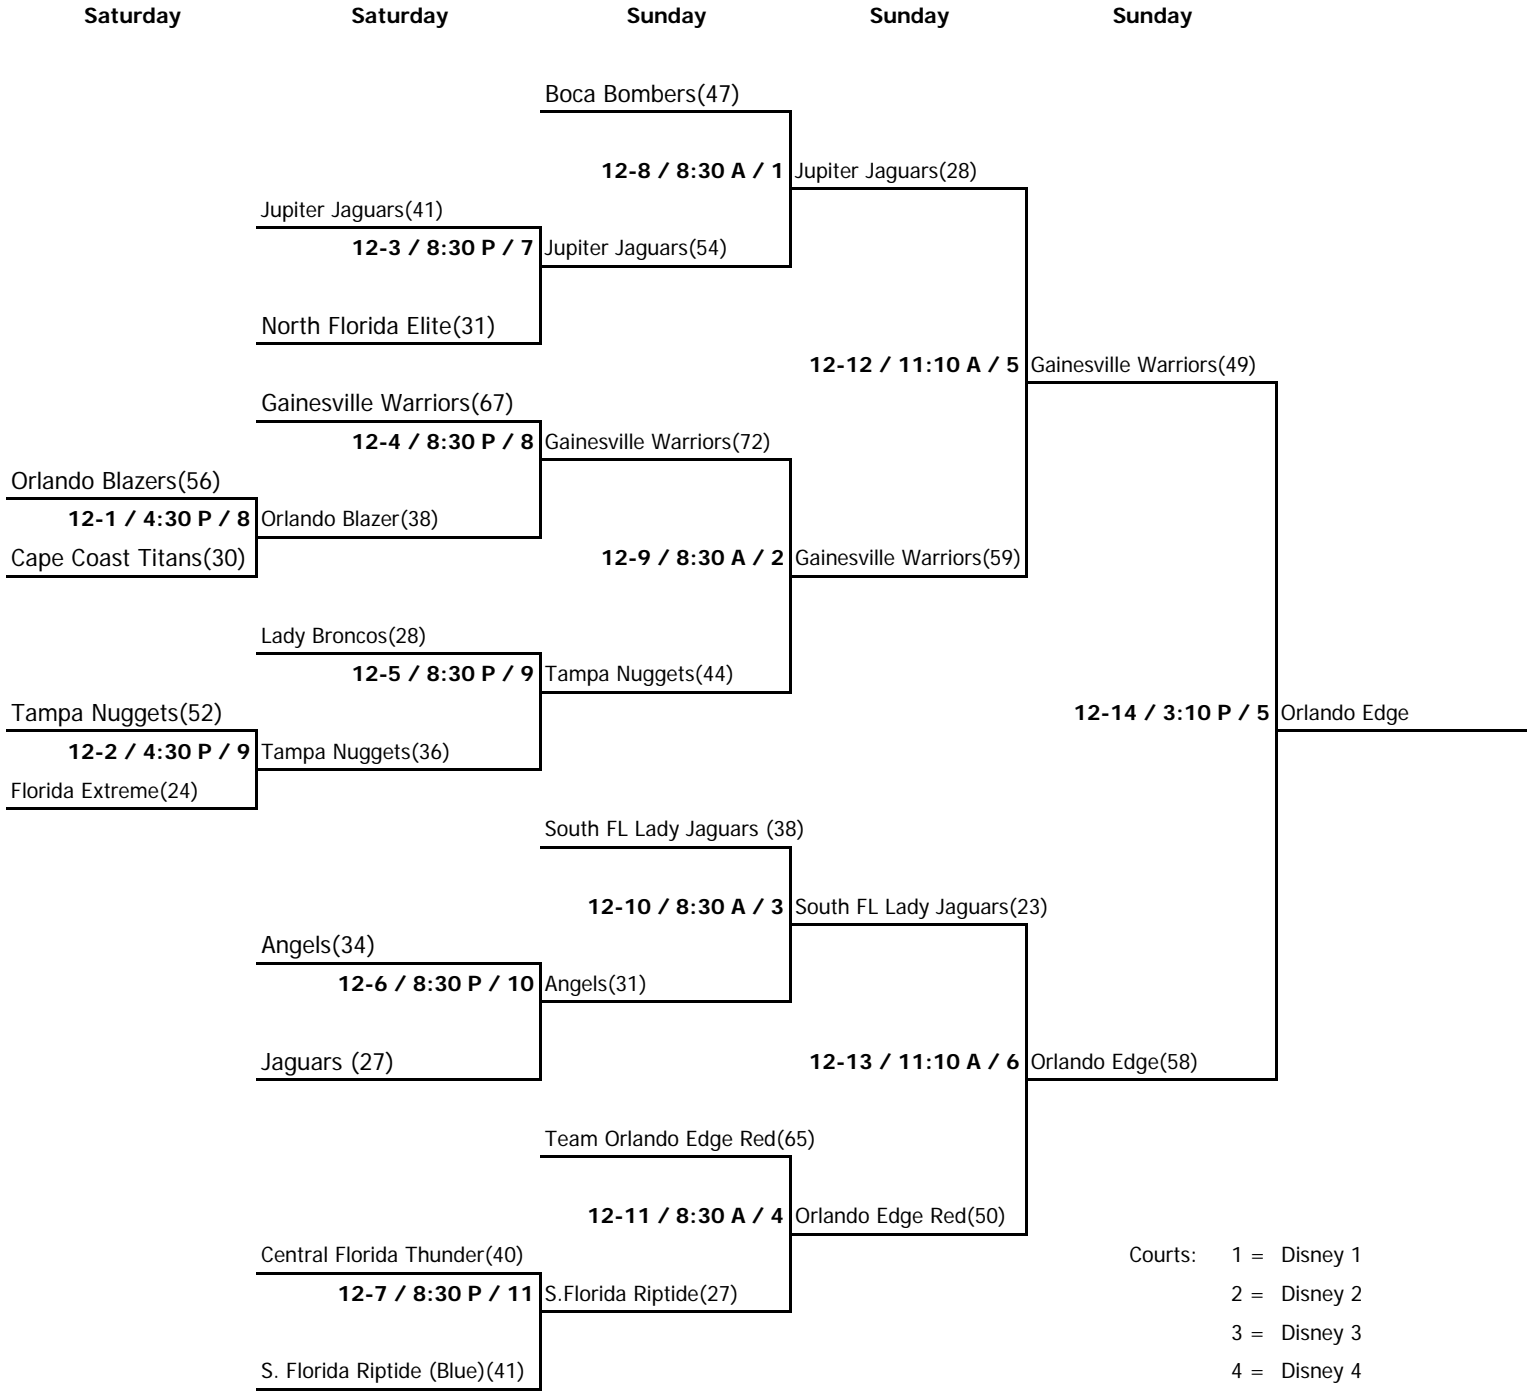 Saturday Saturday Sunday Sunday Sunday
Boca Bombers(47)
12-8 / 8:30 A / 1 Jupiter Jaguars(28)
Jupiter Jaguars(41)
12-3 / 8:30 P / 7 Jupiter Jaguars(54)
North Florida Elite(31)
12-12 / 11:10 A / 5 Gainesville Warriors(49)
Gainesville Warriors(67)
12-4 / 8:30 P / 8 Gainesville Warriors(72)
Orlando Blazers(56)
12-1 / 4:30 P / 8 Orlando Blazer(38)
Cape Coast Titans(30) 12-9 / 8:30 A / 2 Gainesville Warriors(59)
Lady Broncos(28)
12-5 / 8:30 P / 9 Tampa Nuggets(44)
Tampa Nuggets(52) 12-14 / 3:10 P / 5 Orlando Edge
12-2 / 4:30 P / 9 Tampa Nuggets(36)
Florida Extreme(24)
South FL Lady Jaguars (38)
12-10 / 8:30 A / 3 South FL Lady Jaguars(23)
Angels(34)
12-6 / 8:30 P / 10 Angels(31)
Jaguars (27) 12-13 / 11:10 A / 6 Orlando Edge(58)
Team Orlando Edge Red(65)
12-11 / 8:30 A / 4 Orlando Edge Red(50)
Central Florida Thunder(40) Courts: 1 = Disney 1
12-7 / 8:30 P / 11 S.Florida Riptide(27) 2 = Disney 2
3 = Disney 3
S. Florida Riptide (Blue)(41) 4 = Disney 4